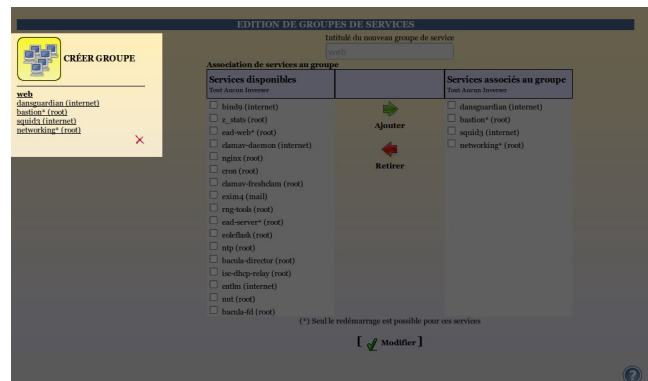 EDITION DE GROUPES DE SERVICES
CRÉER GROUPE
web
dansguardian (internet)
bastion* (root)
squid3 (internet)
networking* (root)
Intitulé du nouveau groupe de service
web
Association de services au groupe
Services disponibles
Tout Aucun Inverser
bind9 (internet)
z_stats (root)
ead-web* (root)
clamav-daemon (internet)
nginx (root)
cron (root)
clamav-freshclam (root)
exim4 (mail)
rng-tools (root)
ead-server* (root)
eoleflask (root)
ntp (root)
bacula-director (root)
isc-dhcp-relay (root)
cntlm (internet)
nut (root)
bacula-fd (root)
Ajouter
Retirer
Services associés au groupe
Tout Aucun Inverser
dansguardian (internet)
bastion* (root)
squid3 (internet)
networking* (root)
(*) Seul le redémarrage est possible pour ces services
[ Modifier ]
?